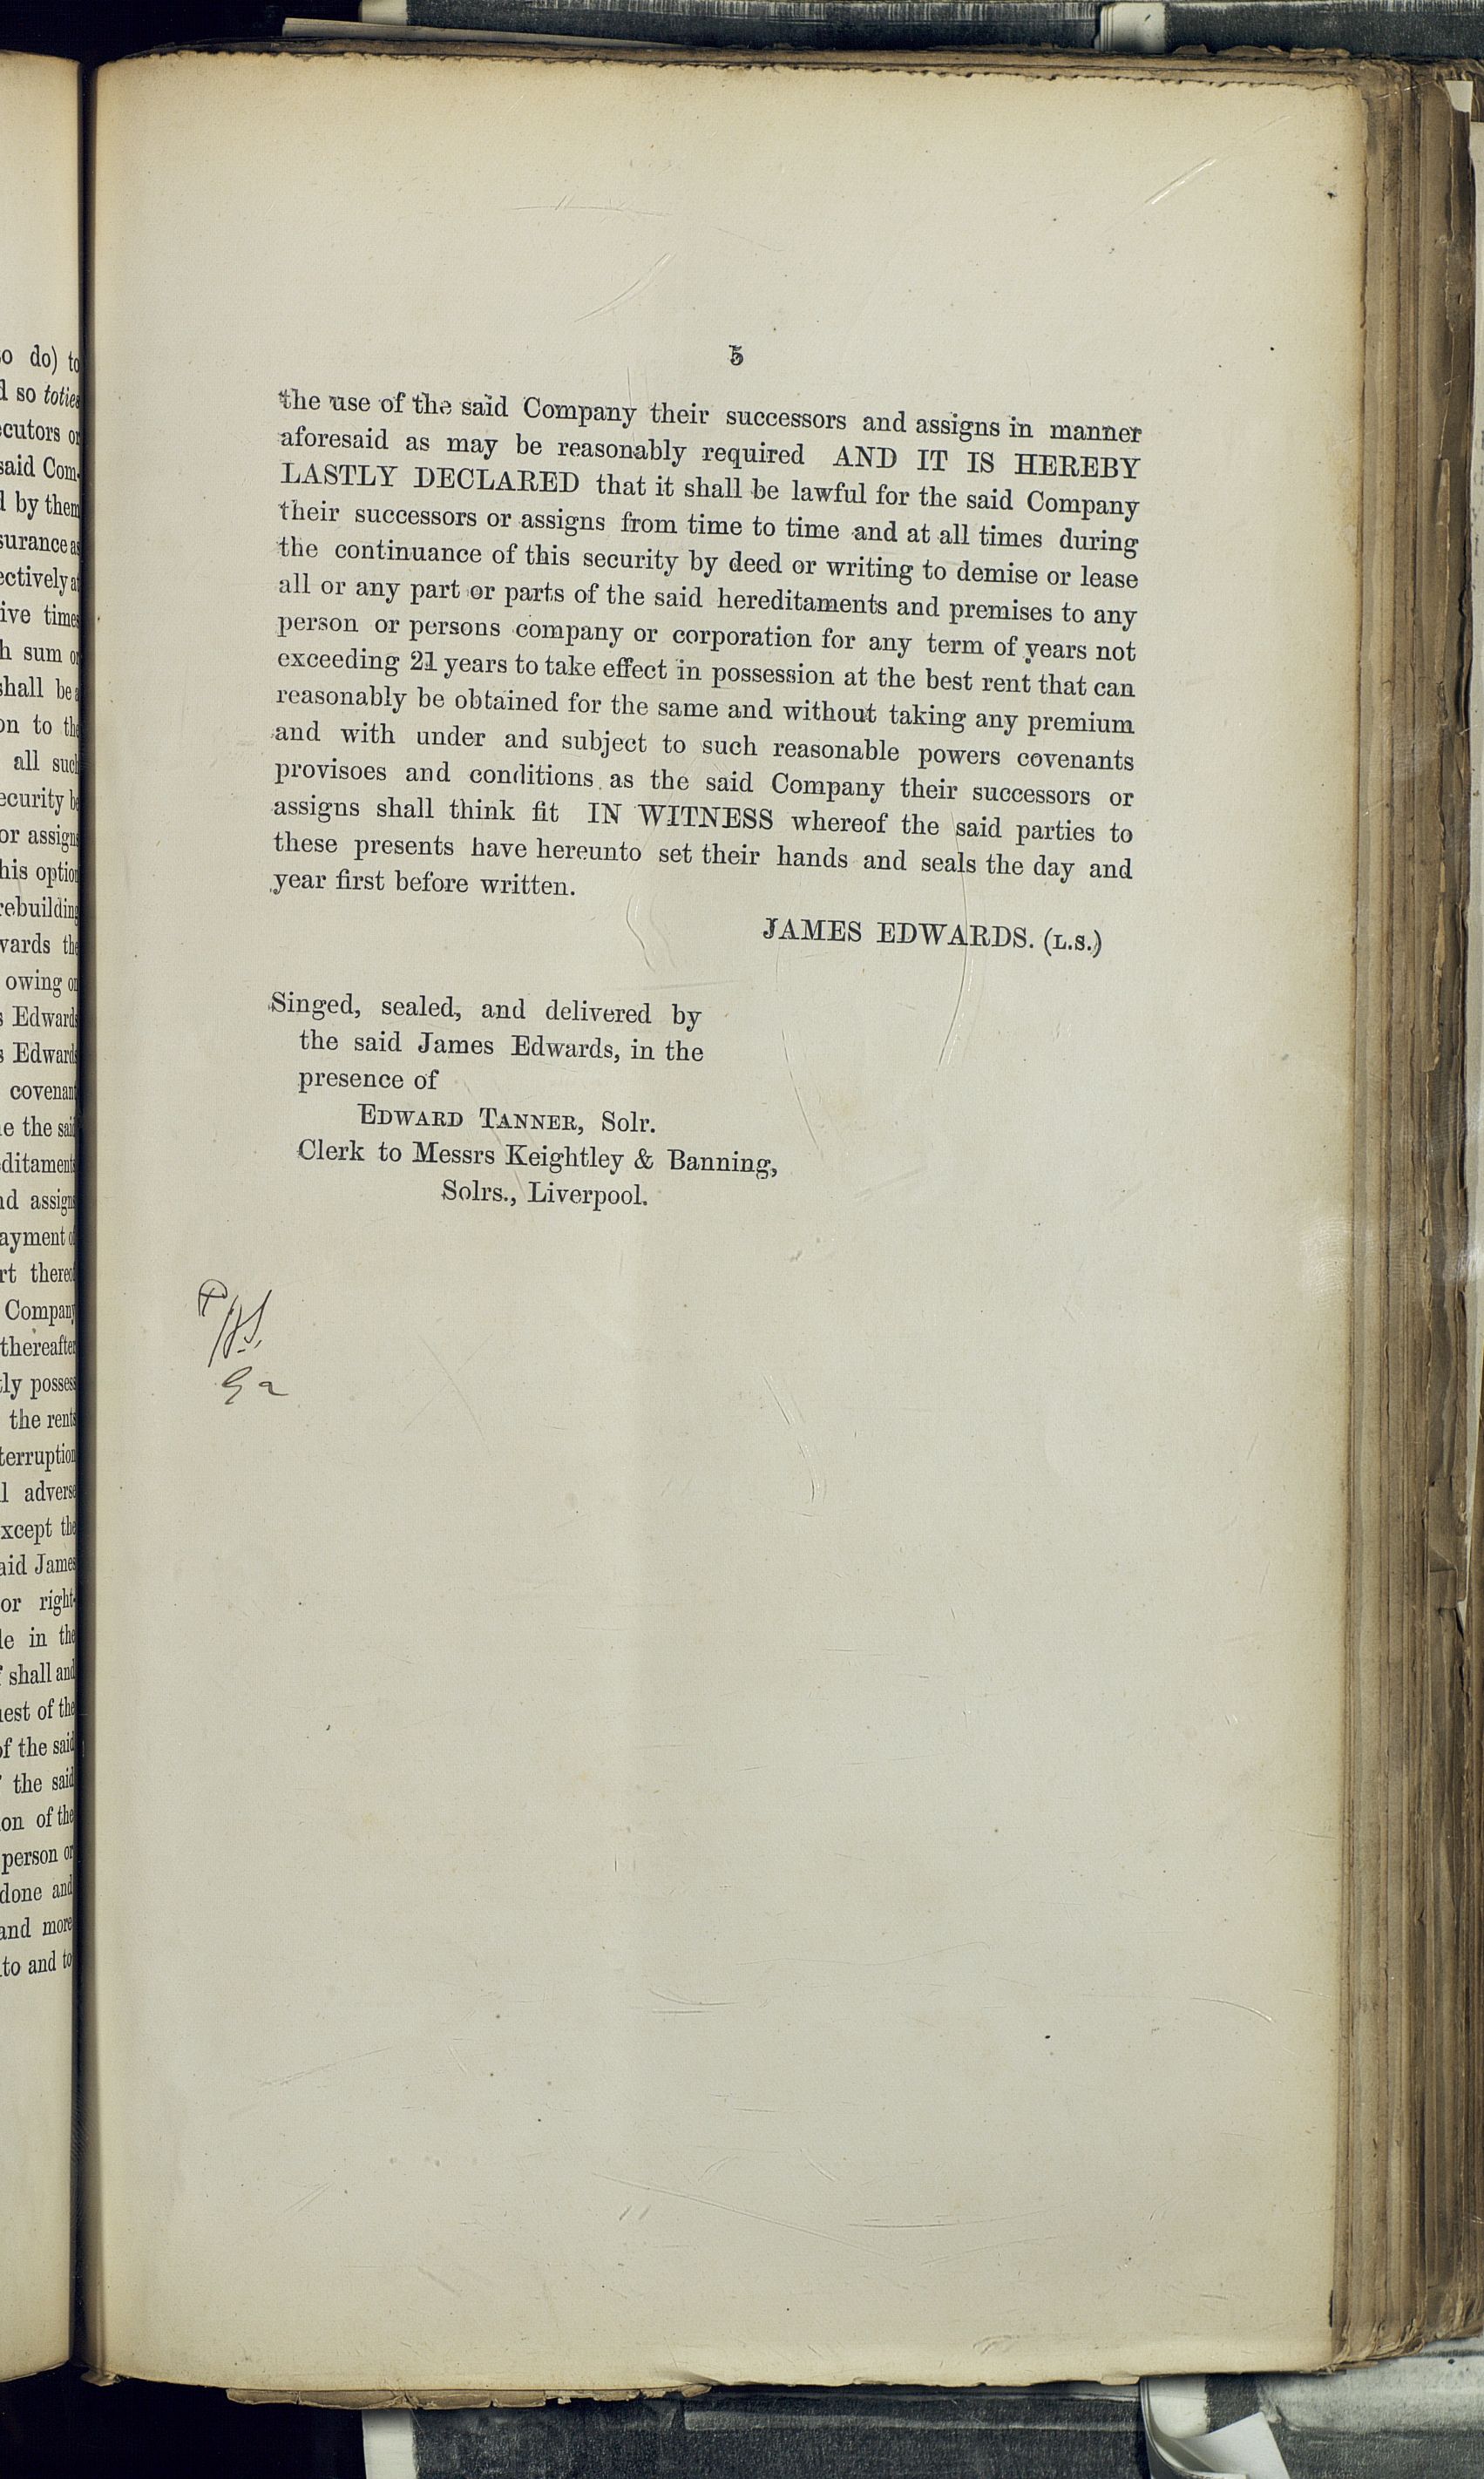 5
the use of the said Company their successors and assigns in manner
aforesaid as may be reasonably required AND IT IS HEREBY
LASTLY DECLARED that it shall be lawful for the said Company
their successors or assigns from time to time and at all times during
the continuance of this security by deed or writing to demise or lease
all or any part or parts of the said hereditaments and premises to any
person or persons company or corporation for any term of years not
exceeding 21 years to take effect in possession at the best rent that can
reasonably be obtained for the same and without taking any premium
and with under and subject to such reasonable powers covenants
provisoes and conditions as the said Company their successors or
assigns shall think fit IN WITNESS whereof the said parties to
these presents have hereunto set their hands and seals the day and
year first before written.
JAMES EDWARDS. (L.S.)
Singed, sealed, and delivered by
the said James Edwards, in the
presence of
EDWARD TANNER, Solr.
Clerk to Messrs Keightley & Banning,
Solrs., Liverpool.